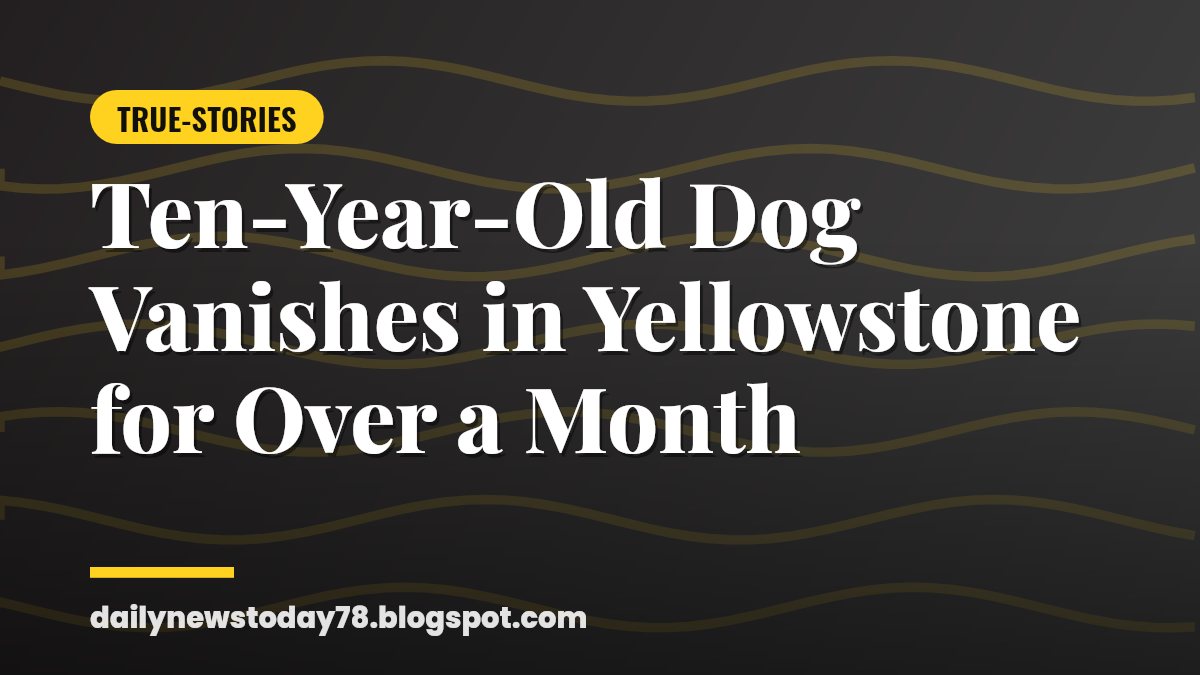 TRUE-STORIES
Ten-Year-Old Dog
Vanishes in Yellowstone
for Over a Month
dailynewstoday78.blogspot.com